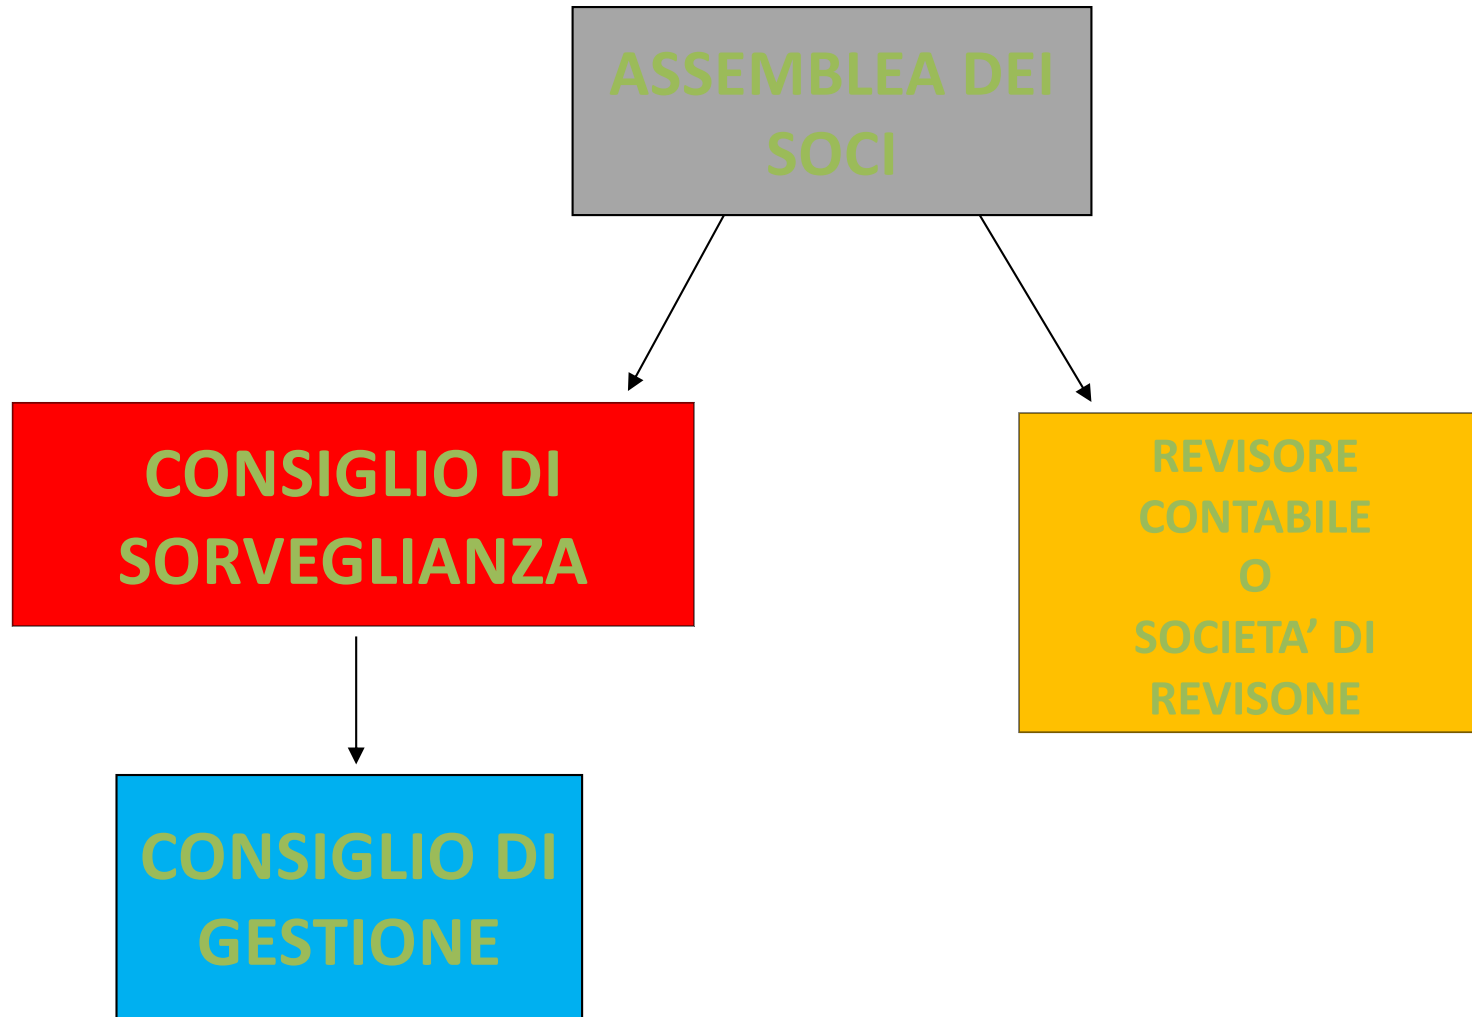 ASSEMBLEA DEI
SOCI
CONSIGLIO DI
SORVEGLIANZA
REVISORE
CONTABILE
O
SOCIETA’ DI
REVISONE
CONSIGLIO DI
GESTIONE